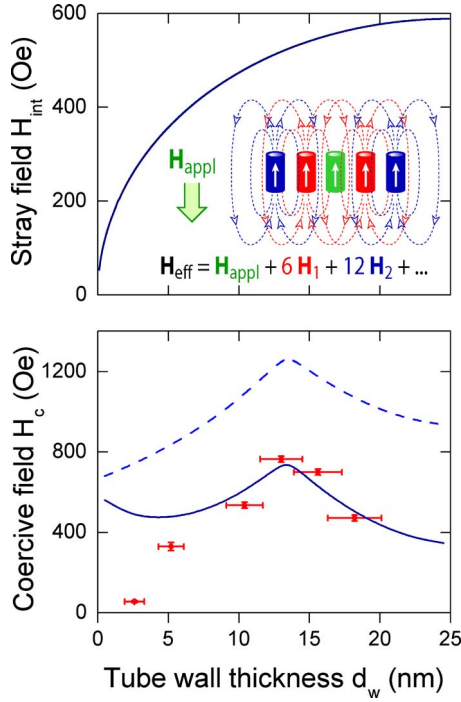 600
400
200
0
Stray field H_int (Oe)
H_appl
H_eff = H_appl + 6 H_1 + 12 H_2 + ...
1200
800
400
0
Coercive field H_c (Oe)
0 5 10 15 20 25
Tube wall thickness d_w (nm)